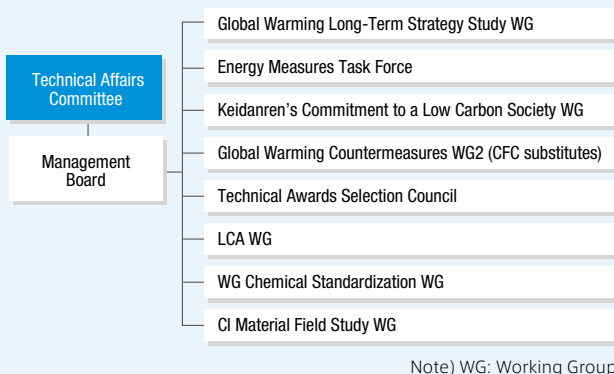 Technical Affairs
Committee
Management
Board
Global Warming Long-Term Strategy Study WG
Energy Measures Task Force
Keidanren's Commitment to a Low Carbon Society WG
Global Warming Countermeasures WG2 (CFC substitutes)
Technical Awards Selection Council
LCA WG
WG Chemical Standardization WG
CI Material Field Study WG
Note) WG: Working Group